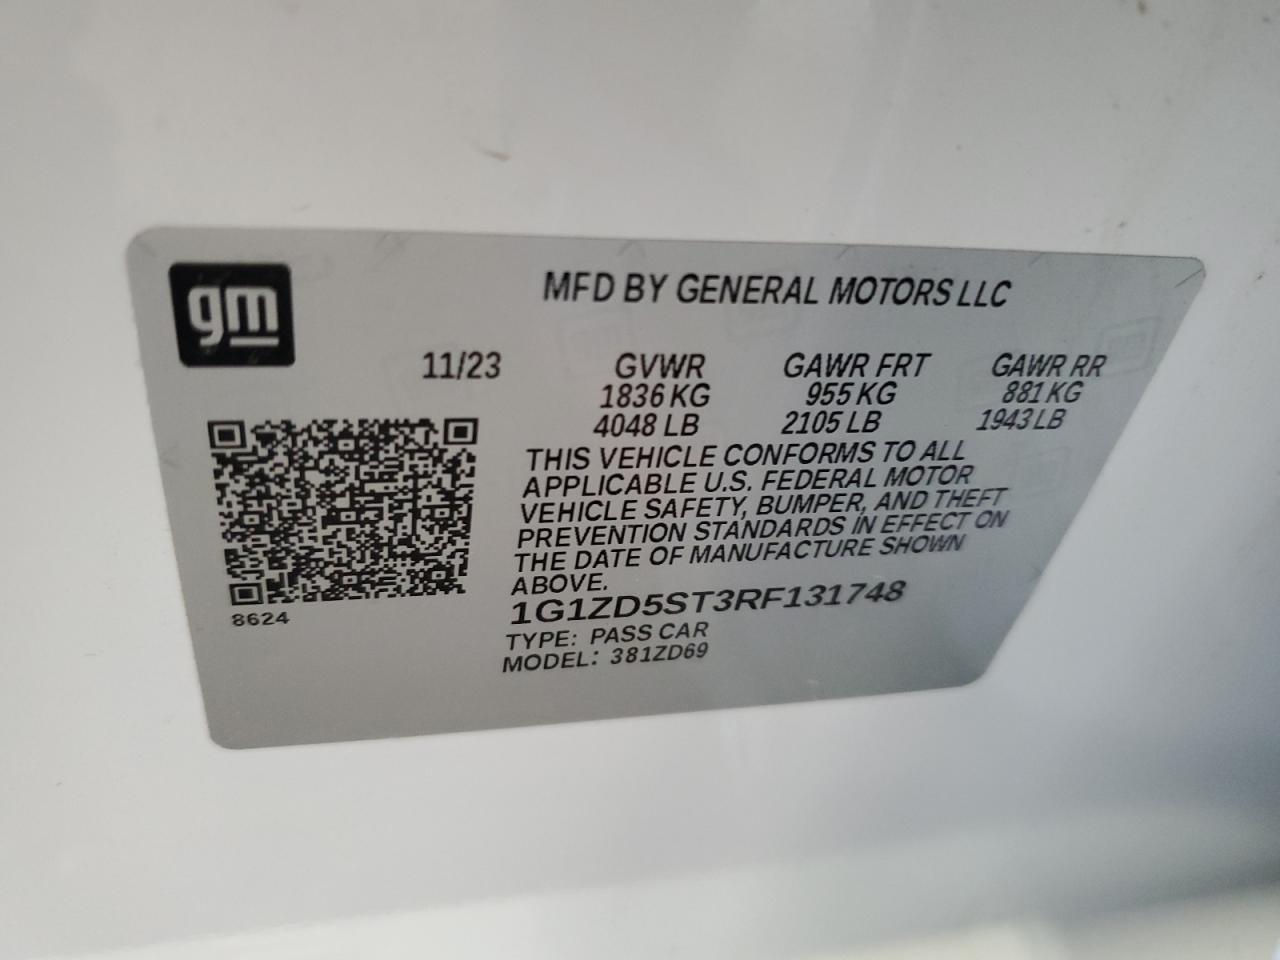 gm
MFD BY GENERAL MOTORS LLC
11/23 GVWR GAWR FRT GAWR RR
1836 KG 955 KG 881 KG
4048 LB 2105 LB 1943 LB
THIS VEHICLE CONFORMS TO ALL
APPLICABLE U.S. FEDERAL MOTOR
VEHICLE SAFETY, BUMPER, AND THEFT
PREVENTION STANDARDS IN EFFECT ON
THE DATE OF MANUFACTURE SHOWN
ABOVE.
1G1ZD5ST3RF131748
8624
TYPE: PASS CAR
MODEL: 381ZD69